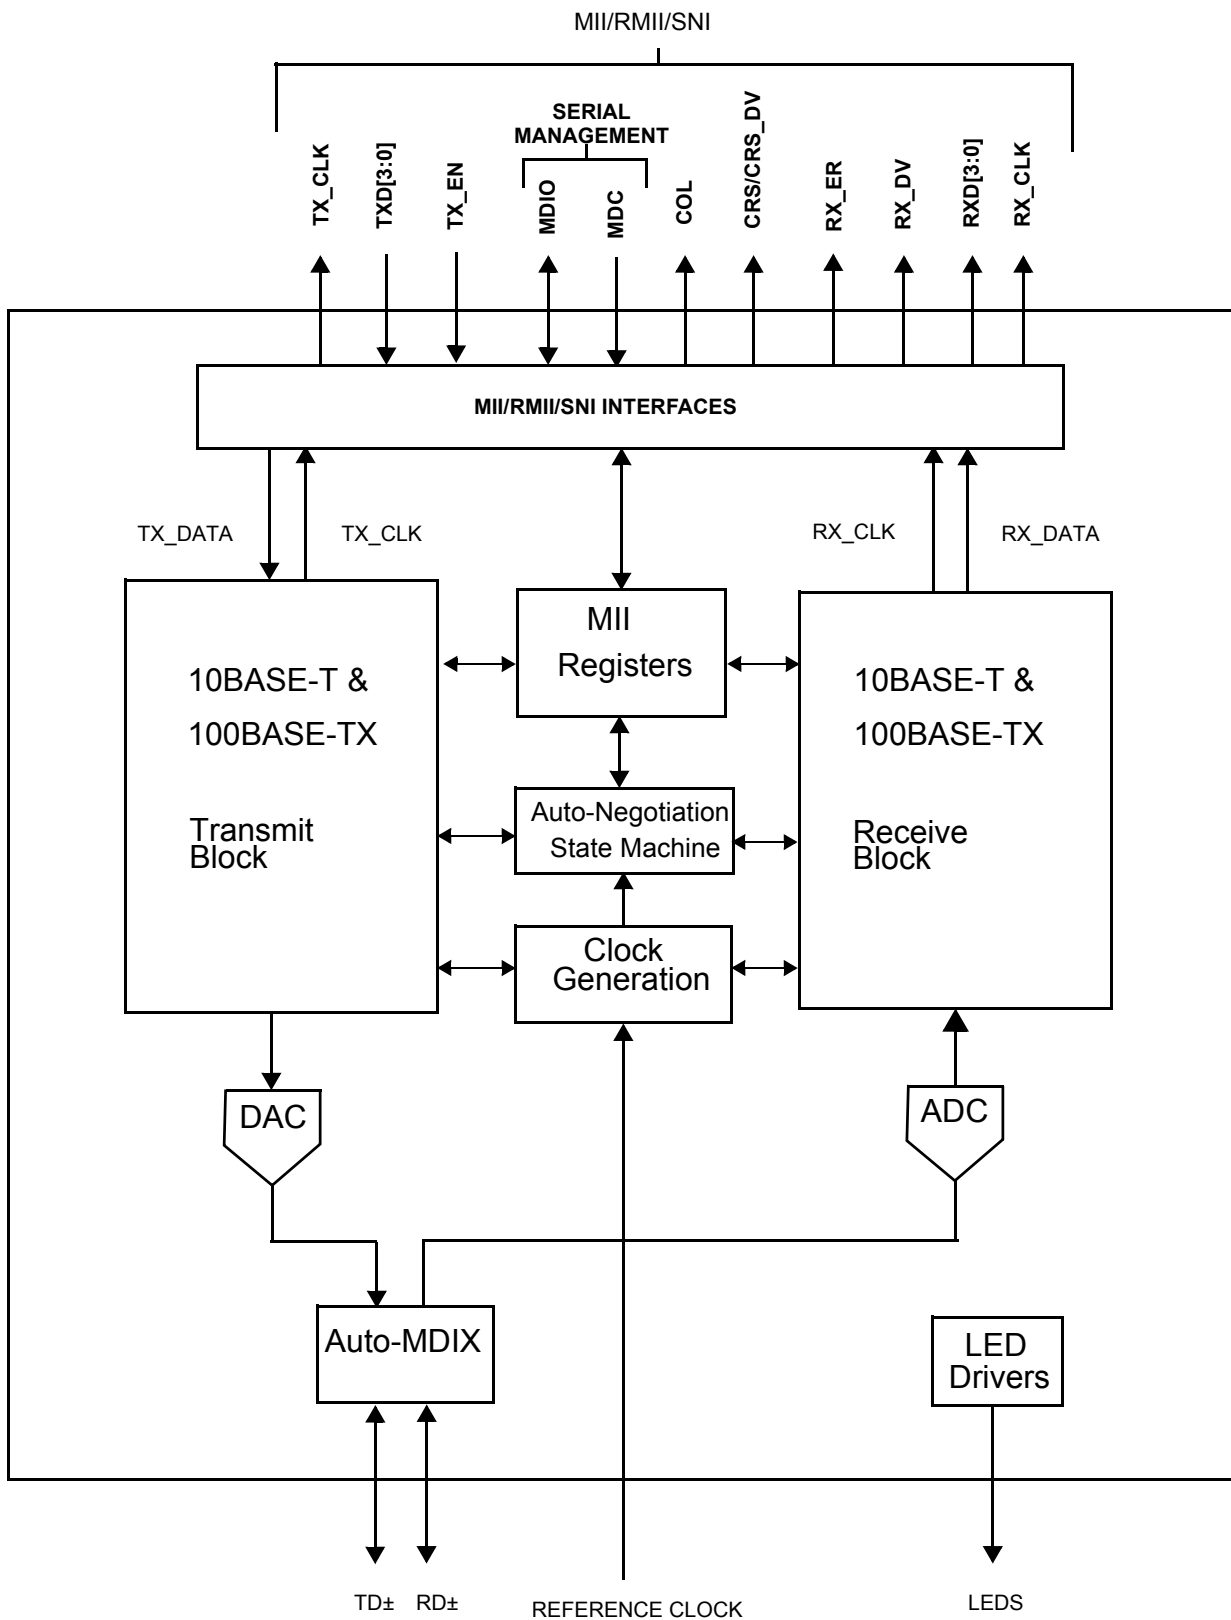 MII/RMII/SNI
SERIAL
MANAGEMENT
TX_CLK
TXD[3:0]
TX_EN
MDIO
MDC
COL
CRS/CRS_DV
RX_ER
RX_DV
RXD[3:0]
RX_CLK
MII/RMII/SNI INTERFACES
TX_DATA
TX_CLK
RX_CLK
RX_DATA
10BASE-T &
100BASE-TX
Transmit
Block
MII
Registers
Auto-Negotiation
State Machine
Clock
Generation
10BASE-T &
100BASE-TX
Receive
Block
DAC
ADC
Auto-MDIX
LED
Drivers
TD±
RD±
REFERENCE CLOCK
LEDS